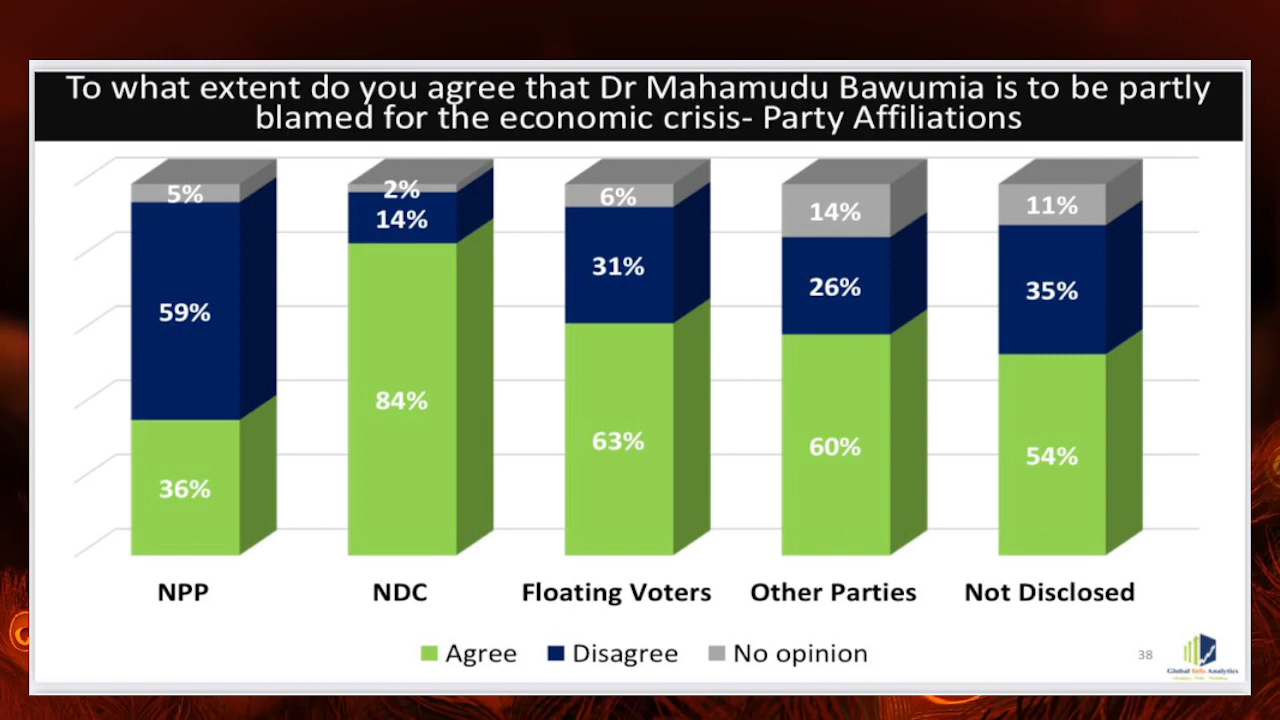 To what extent do you agree that Dr Mahamudu Bawumia is to be partly
blamed for the economic crisis- Party Affiliations
5% 2% 6% 14% 11%
59% 14% 31% 26% 35%
36% 84% 63% 60% 54%
NPP NDC Floating Voters Other Parties Not Disclosed
Agree Disagree No opinion
38
Global Info Analytics